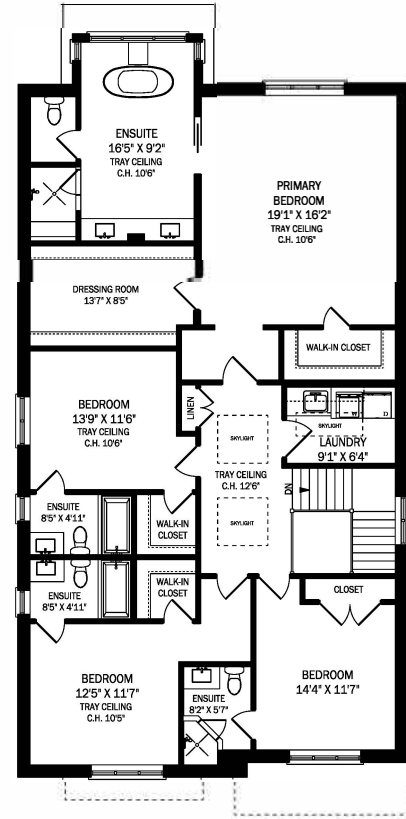 ENSUITE
16'5" X 9'2"
TRAY CEILING
C.H. 10'6"
PRIMARY
BEDROOM
19'1" X 16'2"
TRAY CEILING
C.H. 10'6"
DRESSING ROOM
13'7" X 8'5"
WALK-IN CLOSET
BEDROOM
13'9" X 11'6"
TRAY CEILING
C.H. 10'6"
LINEN
SKYLIGHT
D
SKYLIGHT
LAUNDRY
9'1" X 6'4"
TRAY CEILING
C.H. 12'6"
DN
SKYLIGHT
ENSUITE
8'5" X 4'11"
WALK-IN
CLOSET
ENSUITE
8'5" X 4'11"
WALK-IN
CLOSET
CLOSET
BEDROOM
12'5" X 11'7"
TRAY CEILING
C.H. 10'5"
ENSUITE
8'2" X 5'7"
BEDROOM
14'4" X 11'7"